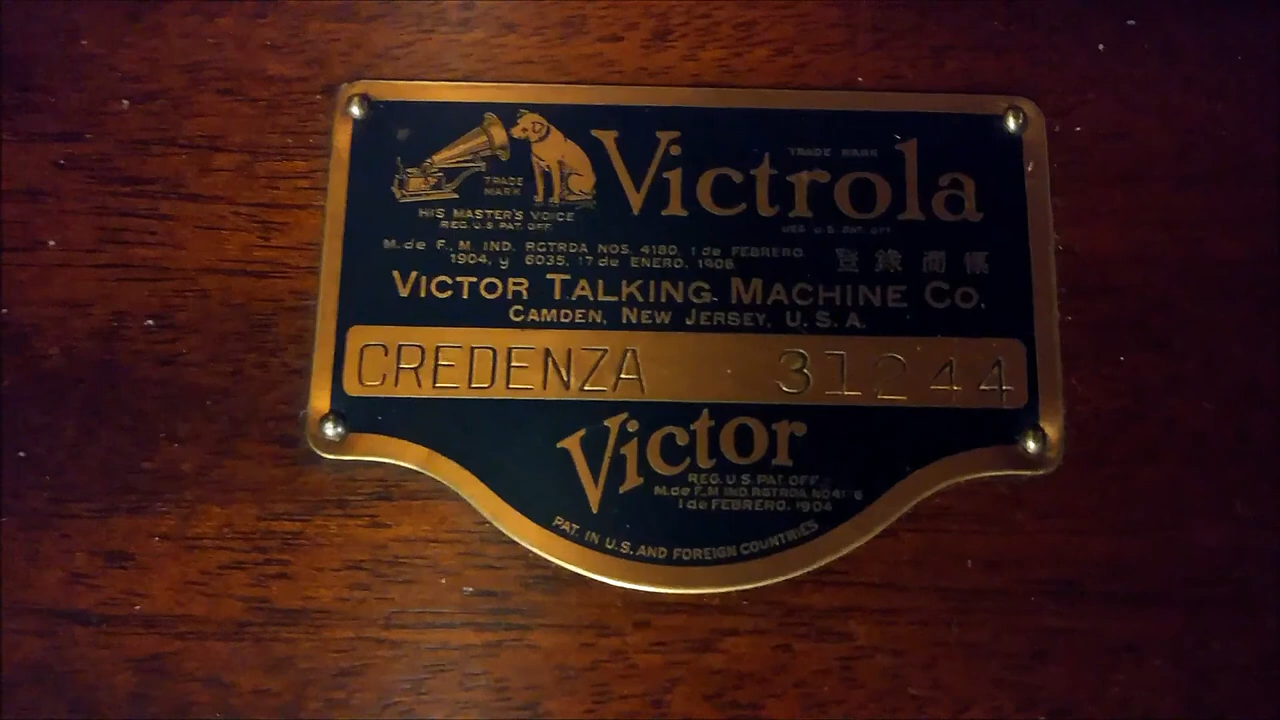 TRADE MARK
Victrola
TRADE MARK
HIS MASTER'S VOICE
REG. U.S. PAT. OFF.
REG. U.S. PAT. OFF.
M. de F. M. IND. RGTRDA NOS. 4180, 1 de FEBRERO
1904, y 6035, 17 de ENERO, 1906
登錄商標
VICTOR TALKING MACHINE CO.
CAMDEN, NEW JERSEY, U.S.A.
CREDENZA 31244
Victor
REG. U.S. PAT. OFF.
M. de F. M. IND. RGTRDA
1 de FEBRERO, 1904
PAT. IN U.S. AND FOREIGN COUNTRIES